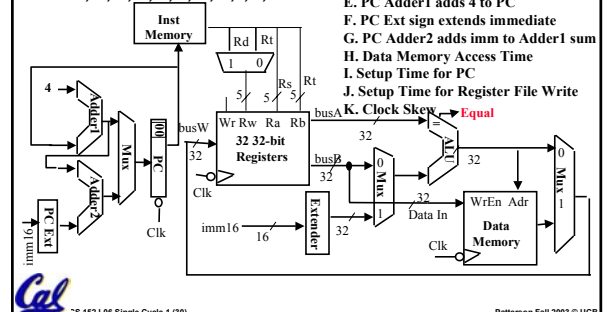 E. PC Adder1 adds 4 to PC
F. PC Ext sign extends immediate
G. PC Adder2 adds imm to Adder1 sum
H. Data Memory Access Time
I. Setup Time for PC
J. Setup Time for Register File Write
K. Clock Skew
Inst
Memory
Rd Rt
1 0
Rs Rt
5 5 5
4
Adder1
Adder2
Mux
00
PC
Clk
PC Ext
imm16
busW
32
Wr Rw Ra Rb
32 32-bit
Registers
Clk
busA
32
busB
32
=
Equal
ALU
32
0
Mux
1
imm16
16
Extender
32
32
Data In
WrEn Adr
Data
Memory
Clk
0
Mux
1
Cal
CS 152 L06 Single Cycle 1 (30)
Patterson Fall 2003 © UCB